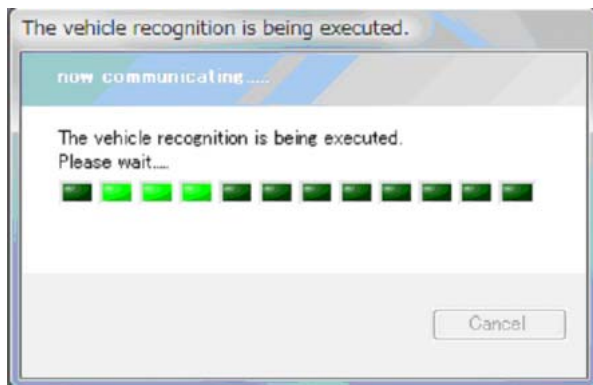 The vehicle recognition is being executed.
now communicating.....
The vehicle recognition is being executed.
Please wait.....
Cancel